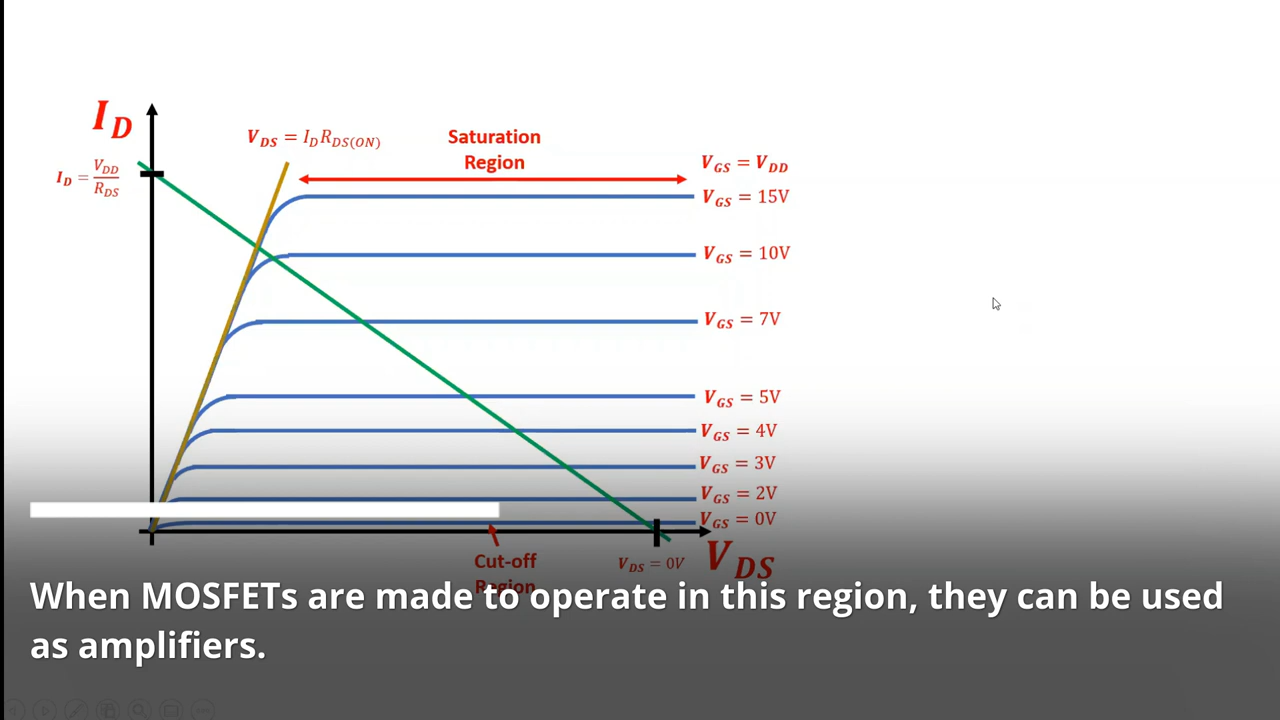 I_D
V_DS = I_D R_DS(ON)
Saturation
Region
I_D = V_DD / R_DS
V_GS = V_DD
V_GS = 15V
V_GS = 10V
V_GS = 7V
V_GS = 5V
V_GS = 4V
V_GS = 3V
V_GS = 2V
V_GS = 0V
Cut-off
Region
V_DS = 0V
V_DS
When MOSFETs are made to operate in this region, they can be used
as amplifiers.